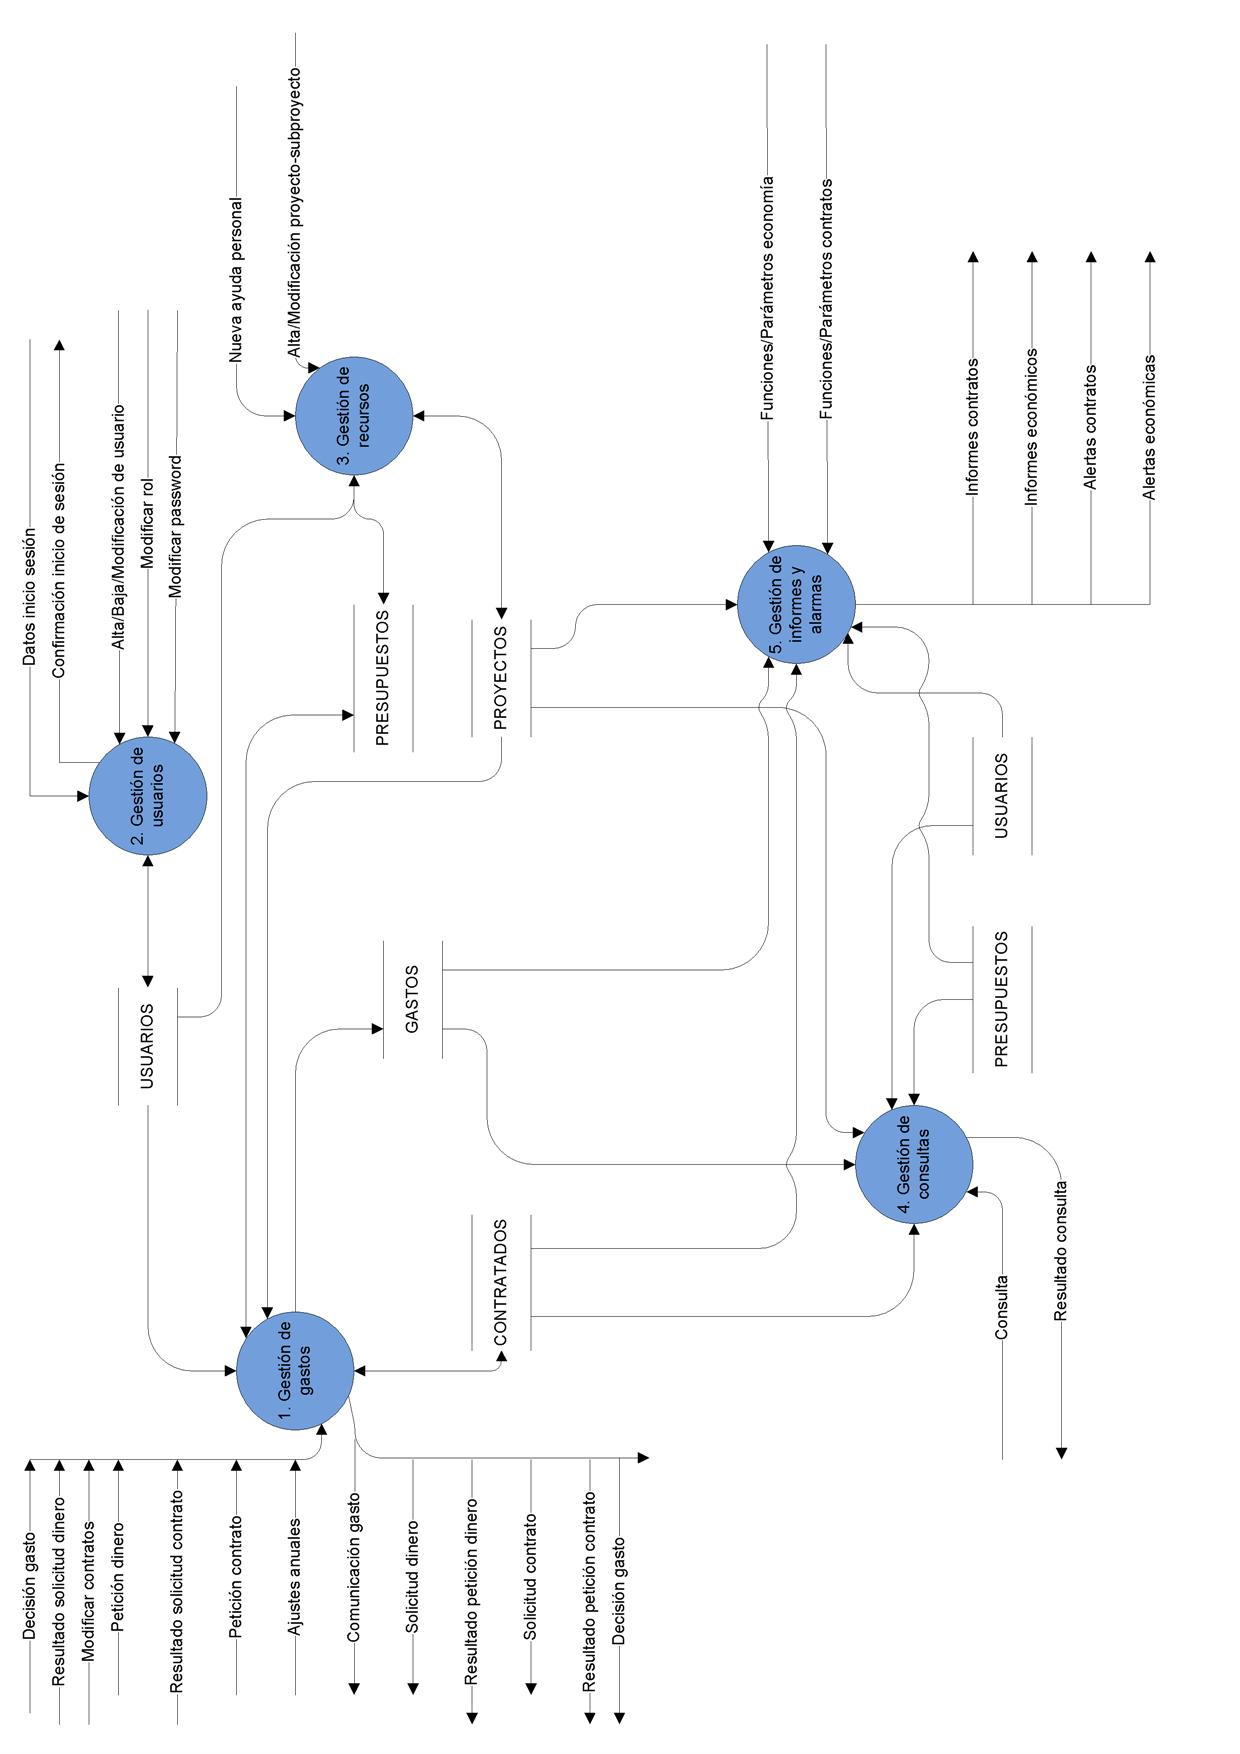 Decisión gasto
Resultado solicitud dinero
Modificar contratos
Petición dinero
Resultado solicitud contrato
Petición contrato
Ajustes anuales
Comunicación gasto
Solicitud dinero
Resultado petición dinero
Solicitud contrato
Resultado petición contrato
Decisión gasto
1. Gestión de
gastos
USUARIOS
2. Gestión de
usuarios
Datos inicio sesión
Confirmación inicio de sesión
Alta/Baja/Modificación de usuario
Modificar rol
Modificar password
Nueva ayuda personal
Alta/Modificación proyecto-subproyecto
3. Gestión de
recursos
PRESUPUESTOS
PROYECTOS
GASTOS
CONTRATADOS
Funciones/Parámetros economía
Funciones/Parámetros contratos
5. Gestión de
informes y
alarmas
Informes contratos
Informes económicos
Alertas contratos
Alertas económicas
USUARIOS
PRESUPUESTOS
4. Gestión de
consultas
Consulta
Resultado consulta